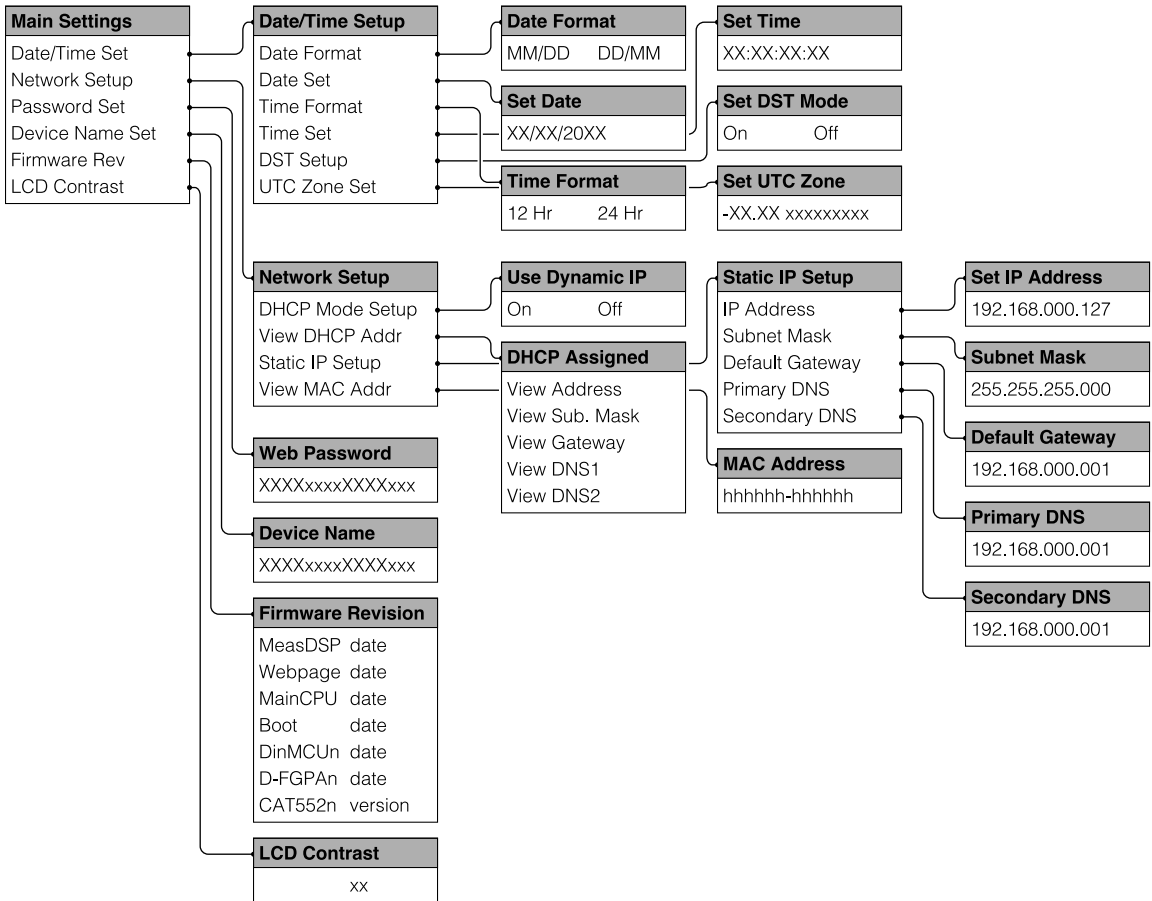 Main Settings
Date/Time Set
Network Setup
Password Set
Device Name Set
Firmware Rev
LCD Contrast
Date/Time Setup
Date Format
Date Set
Time Format
Time Set
DST Setup
UTC Zone Set
Date Format
MM/DD DD/MM
Set Date
XX/XX/20XX
Time Format
12 Hr 24 Hr
Set Time
XX:XX:XX:XX
Set DST Mode
On Off
Set UTC Zone
-XX.XX xxxxxxxxx
Network Setup
DHCP Mode Setup
View DHCP Addr
Static IP Setup
View MAC Addr
Use Dynamic IP
On Off
DHCP Assigned
View Address
View Sub. Mask
View Gateway
View DNS1
View DNS2
Static IP Setup
IP Address
Subnet Mask
Default Gateway
Primary DNS
Secondary DNS
MAC Address
hhhhhh-hhhhhh
Set IP Address
192.168.000.127
Subnet Mask
255.255.255.000
Default Gateway
192.168.000.001
Primary DNS
192.168.000.001
Secondary DNS
192.168.000.001
Web Password
XXXXxxxxXXXXxxx
Device Name
XXXXxxxxXXXXxxx
Firmware Revision
MeasDSP date
Webpage date
MainCPU date
Boot date
DinMCUn date
D-FGPAn date
CAT552n version
LCD Contrast
xx